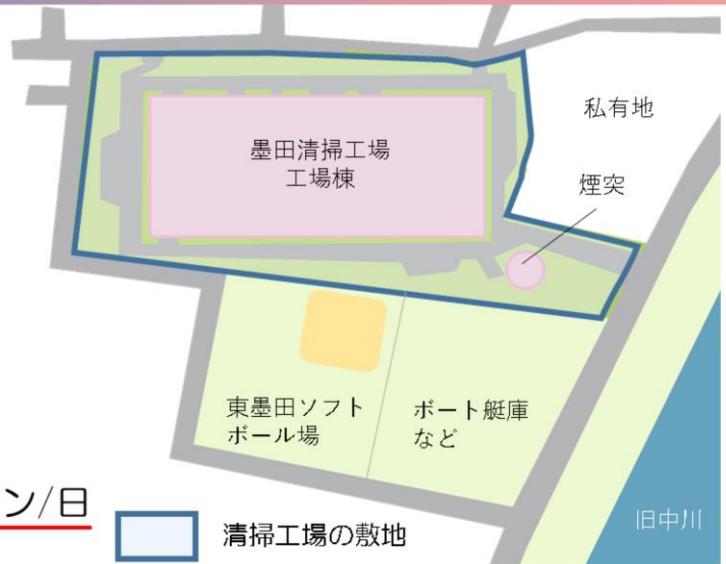 墨田清掃工場
工場棟
私有地
煙突
東墨田ソフト
ボール場
ボート艇庫
など
旧中川
ン/日
清掃工場の敷地